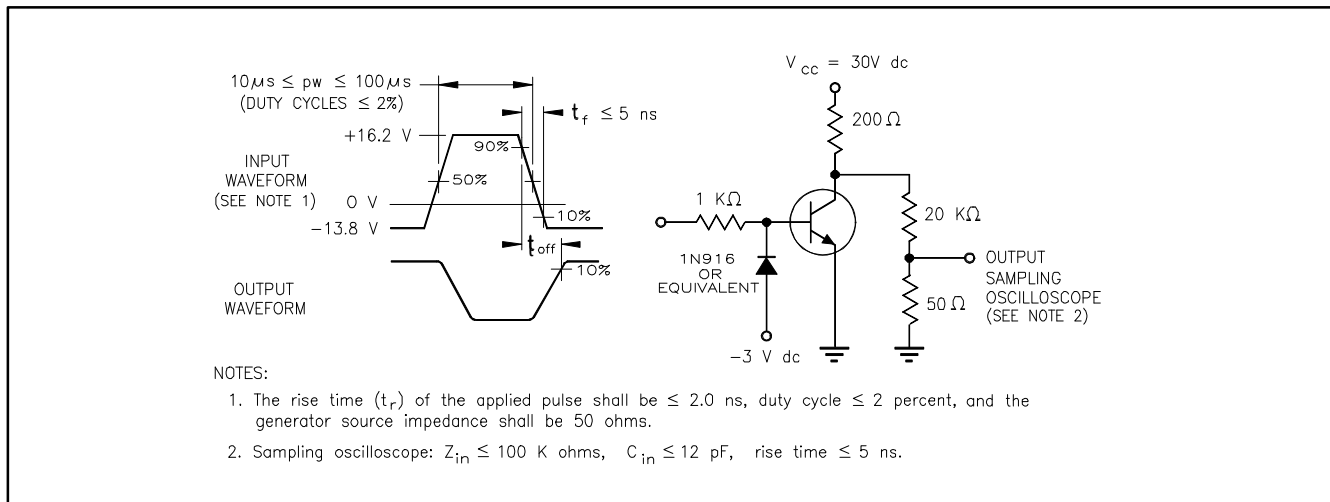 10μs ≤ pw ≤ 100μs
(DUTY CYCLES ≤ 2%)
t_f ≤ 5 ns
+16.2 V
90%
INPUT
WAVEFORM
(SEE NOTE 1)
50%
0 V
10%
−13.8 V
t_off
10%
OUTPUT
WAVEFORM
V_CC = 30V dc
200 Ω
1 KΩ
20 KΩ
1N916
OR
EQUIVALENT
OUTPUT
SAMPLING
OSCILLOSCOPE
(SEE NOTE 2)
50 Ω
−3 V dc
NOTES:
1. The rise time (t_r) of the applied pulse shall be ≤ 2.0 ns, duty cycle ≤ 2 percent, and the
generator source impedance shall be 50 ohms.
2. Sampling oscilloscope: Z_in ≤ 100 K ohms, C_in ≤ 12 pF, rise time ≤ 5 ns.